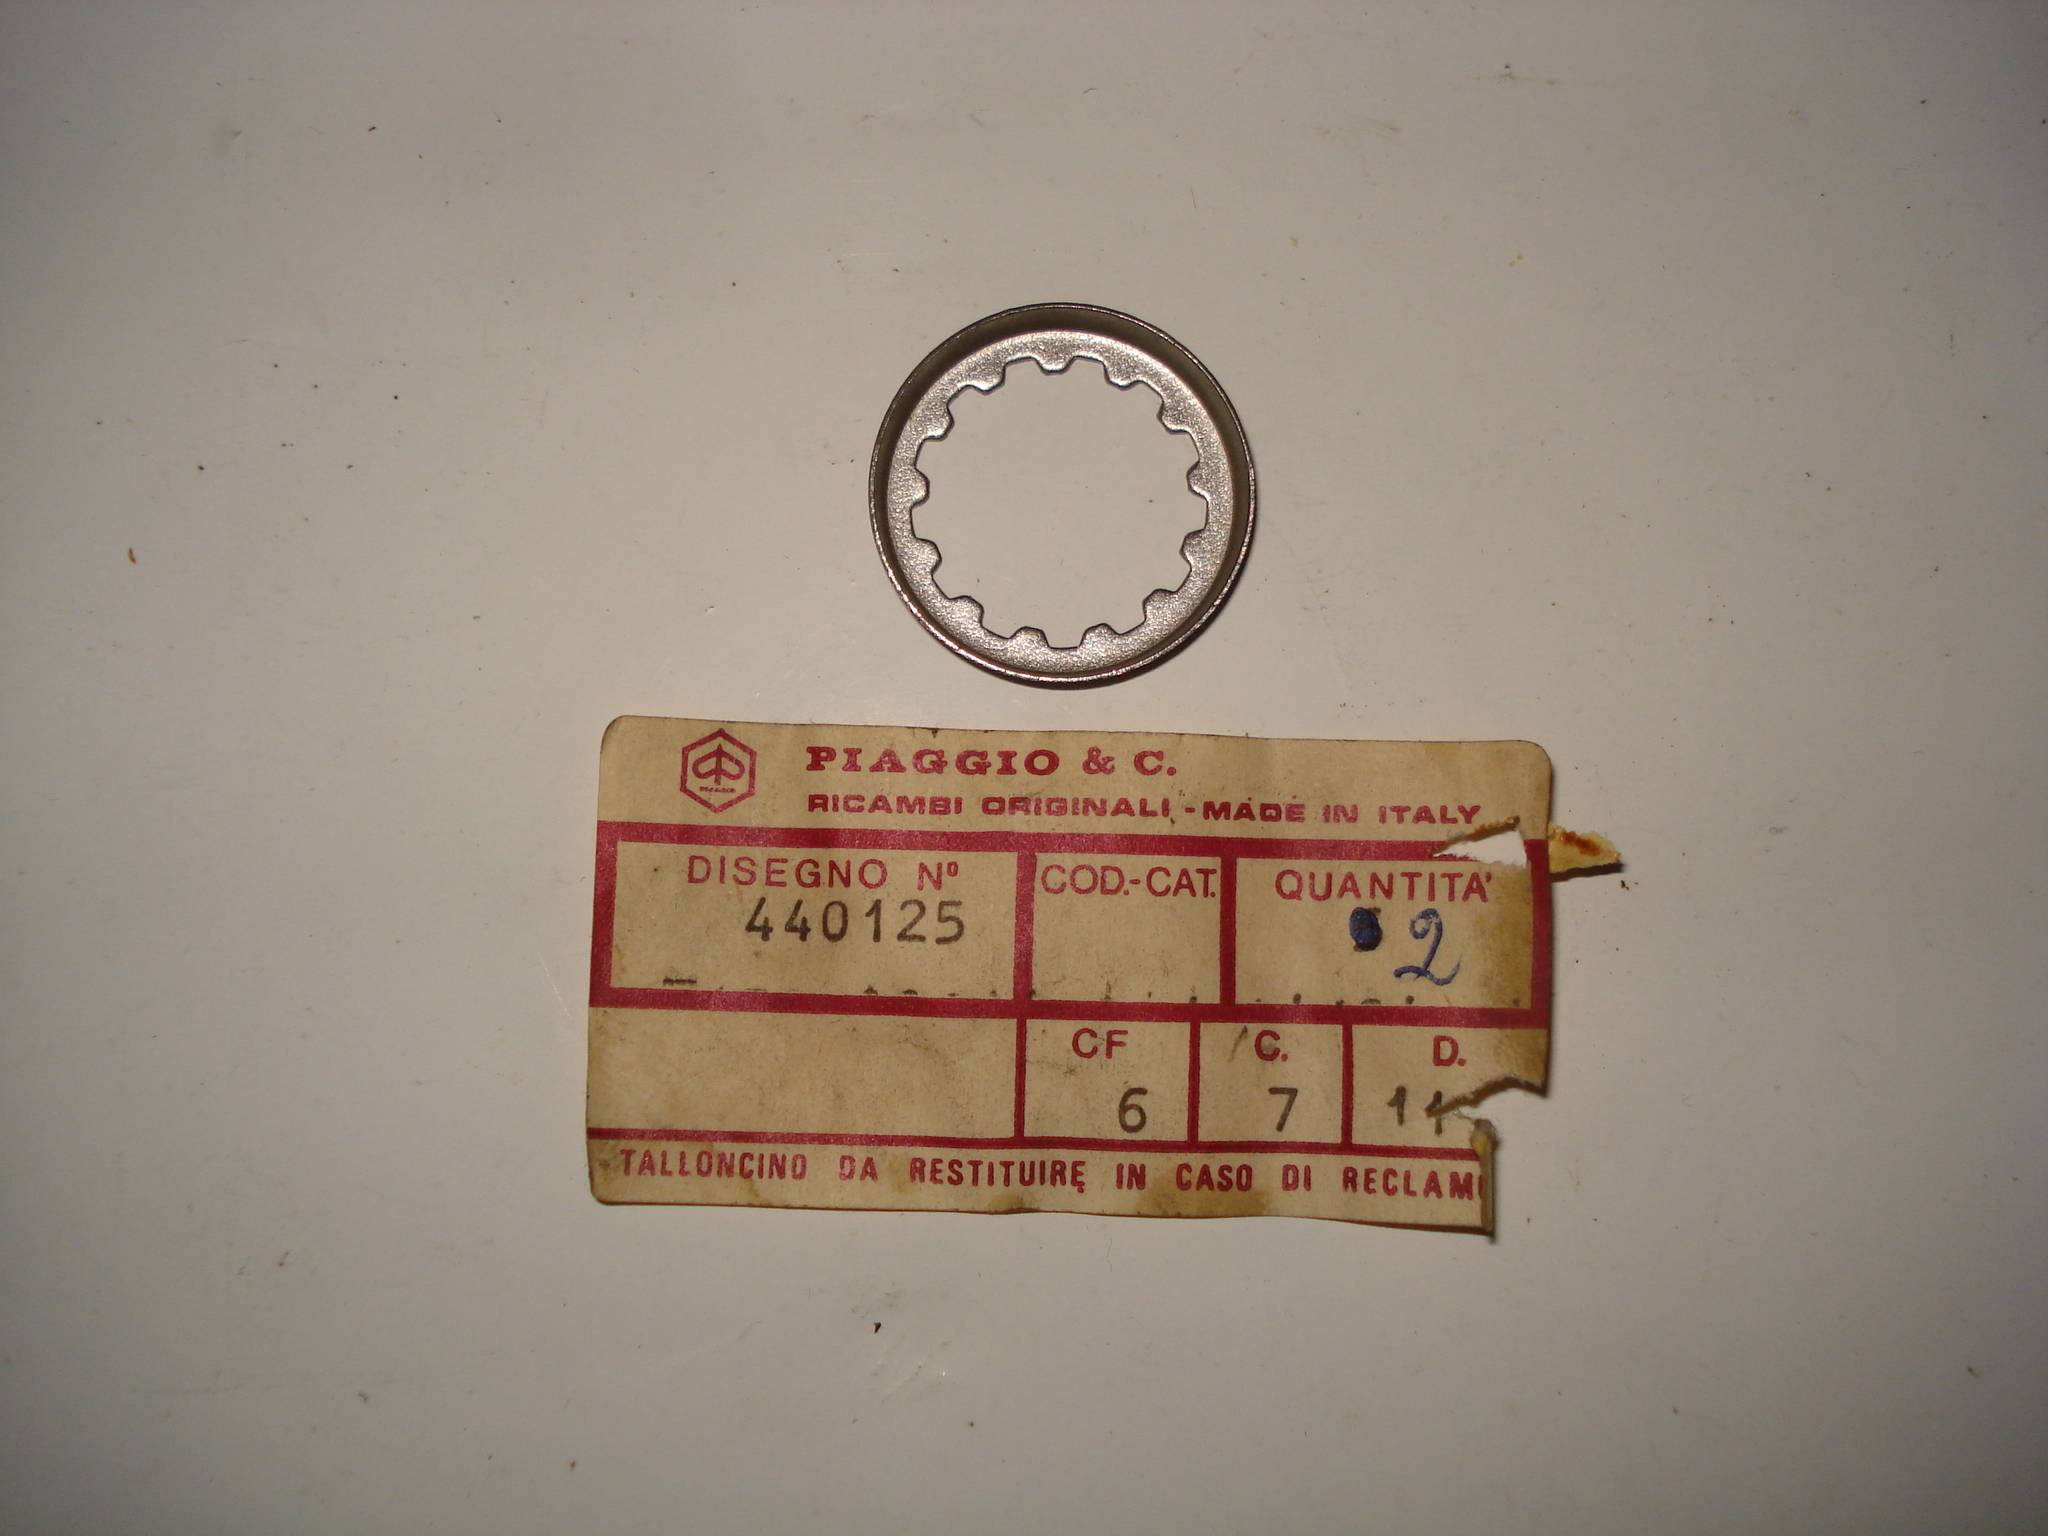 PIAGGIO & C.
RICAMBI ORIGINALI - MADE IN ITALY
DISEGNO Nº COD.-CAT. QUANTITA'
440125 2
CF C. D.
6 7 11
TALLONCINO DA RESTITUIRE IN CASO DI RECLAM